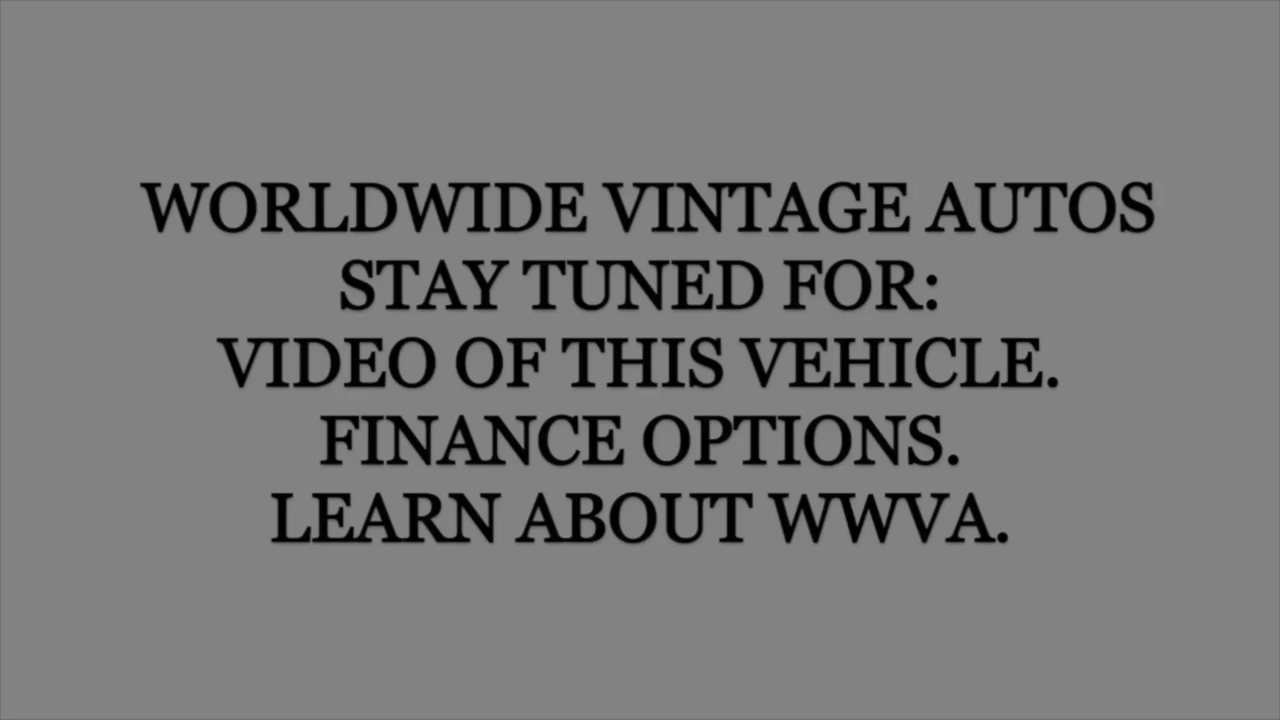 WORLDWIDE VINTAGE AUTOS
STAY TUNED FOR:
VIDEO OF THIS VEHICLE.
FINANCE OPTIONS.
LEARN ABOUT WWVA.